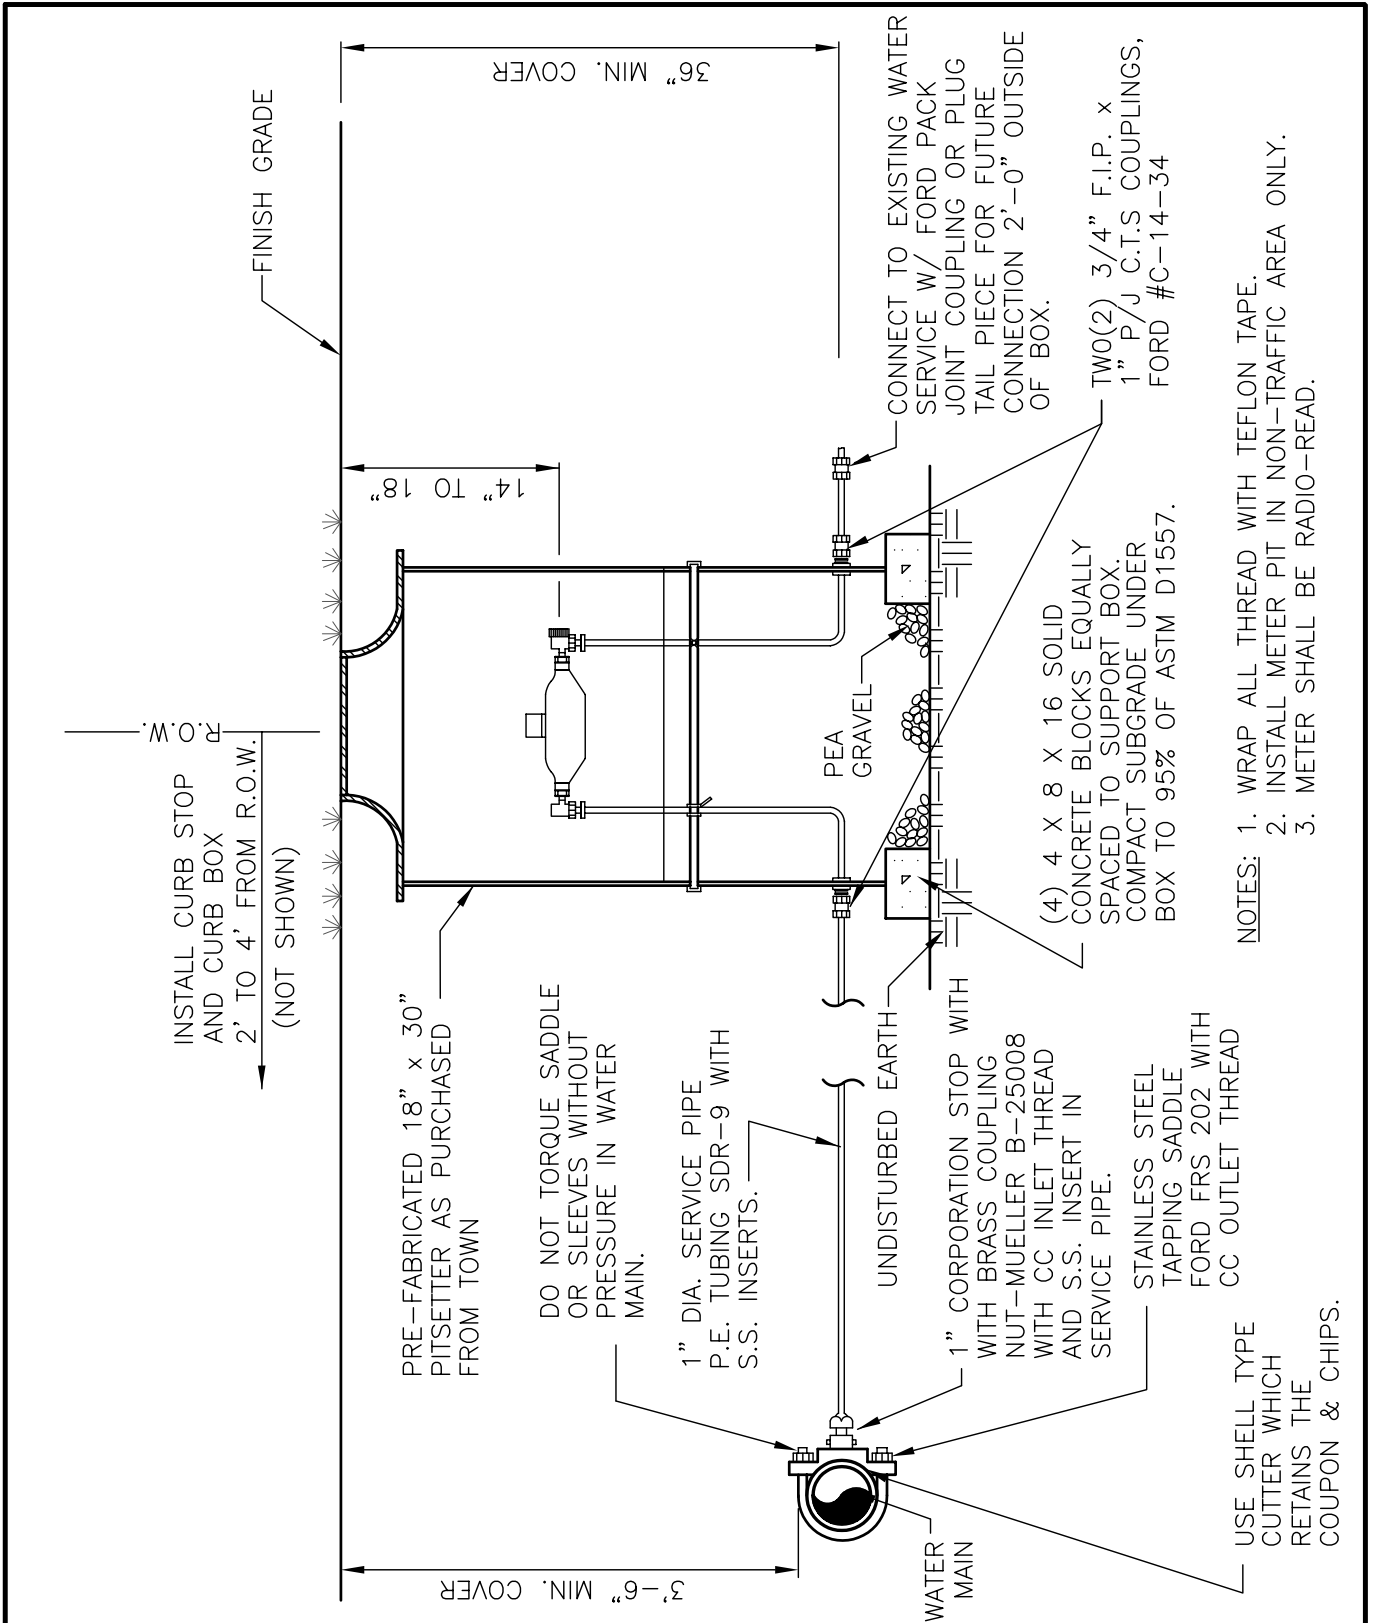 INSTALL CURB STOP
AND CURB BOX
2' TO 4' FROM R.O.W.
(NOT SHOWN)
R.O.W.
FINISH GRADE
3'-6" MIN. COVER
14" TO 18"
36" MIN. COVER
PRE-FABRICATED 18" x 30"
PITSETTER AS PURCHASED
FROM TOWN
DO NOT TORQUE SADDLE
OR SLEEVES WITHOUT
PRESSURE IN WATER
MAIN.
1" DIA. SERVICE PIPE
P.E. TUBING SDR-9 WITH
S.S. INSERTS.
UNDISTURBED EARTH
1" CORPORATION STOP WITH
WITH BRASS COUPLING
NUT-MUELLER B-25008
WITH CC INLET THREAD
AND S.S. INSERT IN
SERVICE PIPE.
STAINLESS STEEL
TAPPING SADDLE
FORD FRS 202 WITH
CC OUTLET THREAD
USE SHELL TYPE
CUTTER WHICH
RETAINS THE
COUPON & CHIPS.
WATER
MAIN
PEA
GRAVEL
(4) 4 X 8 X 16 SOLID
CONCRETE BLOCKS EQUALLY
SPACED TO SUPPORT BOX.
COMPACT SUBGRADE UNDER
BOX TO 95% OF ASTM D1557.
CONNECT TO EXISTING WATER
SERVICE W/ FORD PACK
JOINT COUPLING OR PLUG
TAIL PIECE FOR FUTURE
CONNECTION 2'-0" OUTSIDE
OF BOX.
TWO(2) 3/4" F.I.P. x
1" P/J C.T.S COUPLINGS,
FORD #C-14-34
NOTES: 1. WRAP ALL THREAD WITH TEFLON TAPE.
2. INSTALL METER PIT IN NON-TRAFFIC AREA ONLY.
3. METER SHALL BE RADIO-READ.